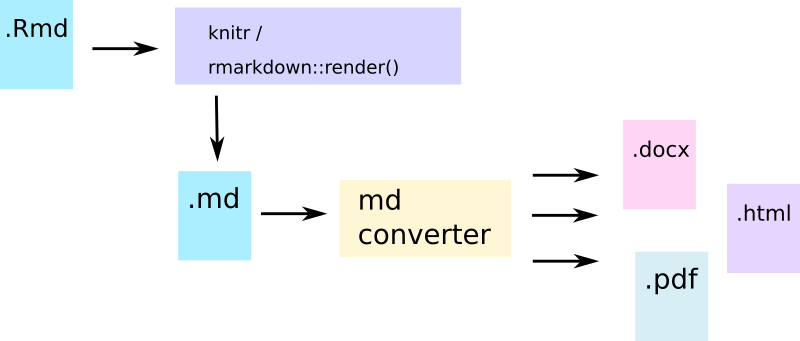 .Rmd
knitr /
rmarkdown::render()
.md
md
converter
.docx
.html
.pdf